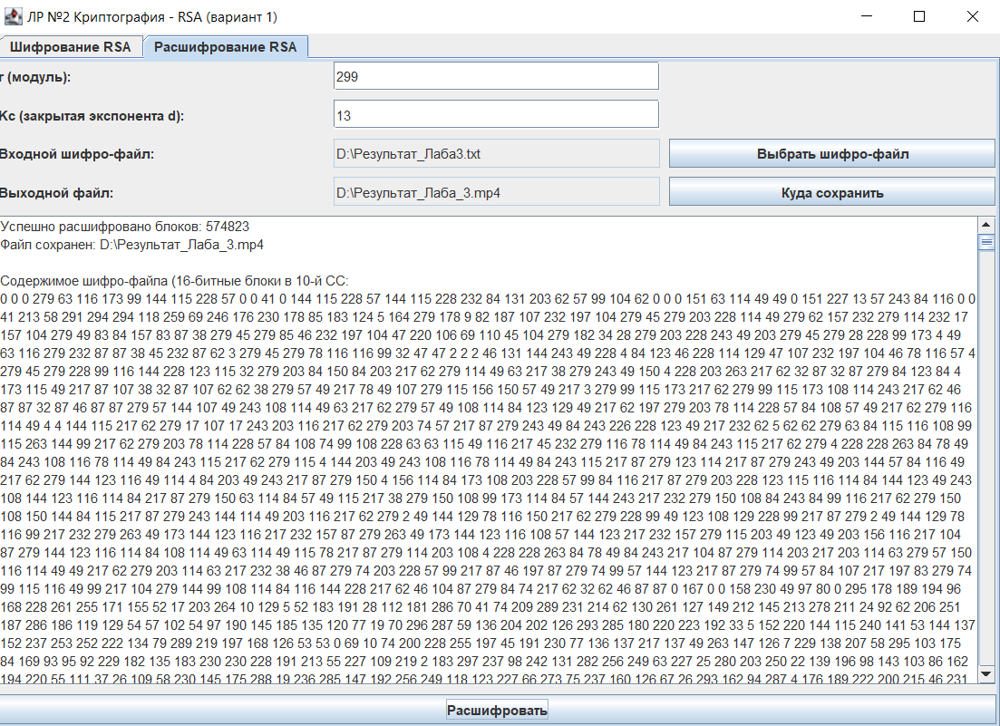 ЛР №2 Криптография - RSA (вариант 1)
Шифрование RSA Расшифрование RSA
r (модуль): 299
Kc (закрытая экспонента d): 13
Входной шифро-файл: D:\Результат_Лаба3.txt Выбрать шифро-файл
Выходной файл: D:\Результат_Лаба_3.mp4 Куда сохранить
Успешно расшифровано блоков: 574823
Файл сохранен: D:\Результат_Лаба_3.mp4
Содержимое шифро-файла (16-битные блоки в 10-й СС:
0 0 0 279 63 116 173 99 144 115 228 57 0 0 41 0 144 115 228 57 144 115 228 232 84 131 203 62 57 99 104 62 0 0 0 151 63 114 49 49 0 151 227 13 57 243 84 116 0 0
41 213 58 291 294 294 118 259 69 246 176 230 178 85 183 124 5 164 279 178 9 82 187 107 232 197 104 279 45 279 203 228 114 49 279 62 157 232 279 114 232 17
157 104 279 49 83 84 157 83 87 38 279 45 279 85 46 232 197 104 47 220 106 69 110 45 104 279 182 34 28 279 203 228 243 49 203 279 45 279 28 228 99 173 4 49
63 116 279 232 87 87 38 45 232 87 62 3 279 45 279 78 116 116 99 32 47 47 2 2 2 46 131 144 243 49 228 4 84 123 46 228 114 129 47 107 232 197 104 46 78 116 57 4
279 45 279 228 99 116 144 228 123 115 32 279 203 84 150 84 203 217 62 279 114 49 63 217 38 279 243 49 150 4 228 203 263 217 62 32 87 32 87 279 84 123 84 4
173 115 49 217 87 107 38 32 87 107 62 62 38 279 57 49 217 78 49 107 279 115 156 150 57 49 217 3 279 99 115 173 217 62 279 99 115 173 108 114 243 217 62 46
87 87 32 87 46 87 87 279 57 144 107 49 243 108 114 49 63 217 62 279 57 49 108 114 84 123 129 49 217 62 197 279 203 78 114 228 57 84 108 57 49 217 62 279 116
114 49 4 4 144 115 217 62 279 17 107 17 243 203 116 217 62 279 203 74 57 217 87 279 243 49 84 243 226 228 123 49 217 232 62 5 62 62 279 63 84 115 116 108 99
115 263 144 99 217 62 279 203 78 114 228 57 84 108 74 99 108 228 63 63 115 49 116 217 45 232 279 116 78 114 49 84 243 115 217 62 279 4 228 228 263 84 78 49
84 243 108 116 78 114 49 84 243 115 217 62 279 115 4 144 203 49 243 108 116 78 114 49 84 243 115 217 87 279 123 114 217 87 279 243 49 203 144 57 84 116 49
217 62 279 144 123 116 49 114 4 84 203 49 243 217 87 279 150 4 156 114 84 173 108 203 228 57 99 84 116 217 87 279 203 228 123 115 116 114 84 144 123 49 243
108 144 123 116 114 84 217 87 279 150 63 114 84 57 49 115 217 38 279 150 108 99 173 114 84 57 144 243 217 232 279 150 108 84 243 84 99 116 217 62 279 150
108 150 144 84 115 217 87 279 243 144 114 49 203 116 217 62 279 2 49 144 129 78 116 150 217 62 279 228 99 49 123 108 129 228 99 217 87 279 2 49 144 129 78
116 99 217 232 279 263 49 173 144 123 116 217 232 157 87 279 263 49 173 144 123 116 108 57 144 123 217 232 157 279 115 203 49 123 49 203 156 116 217 104
87 279 144 123 116 114 84 108 114 49 63 114 49 115 78 217 87 279 114 203 108 4 228 228 263 84 78 49 84 243 217 104 87 279 114 203 217 203 114 63 279 57 150
116 114 49 49 217 62 279 203 114 63 217 232 38 46 87 279 74 203 228 57 99 217 87 46 197 87 279 74 99 57 144 123 217 87 279 74 99 57 84 107 217 197 83 279 74
99 115 116 49 99 217 104 279 144 99 108 114 84 116 144 228 217 62 46 104 87 279 84 74 217 62 32 62 46 87 87 0 167 0 0 158 230 49 97 80 0 295 178 189 194 96
168 228 261 255 171 155 52 17 203 264 10 129 5 52 183 191 28 112 181 286 70 41 74 209 289 231 214 62 130 261 127 149 212 145 213 278 211 24 92 62 206 251
187 286 186 119 129 54 57 102 54 97 190 145 185 135 120 77 19 70 296 287 59 136 204 202 126 293 285 180 220 223 192 33 5 152 220 144 115 240 141 53 144 137
152 237 253 252 222 134 79 289 219 197 168 126 53 53 0 69 10 74 200 228 255 197 45 191 230 77 136 137 217 137 49 263 147 126 7 229 138 207 58 295 103 175
84 169 93 95 92 229 182 135 183 230 230 228 191 213 55 227 109 219 2 183 297 237 98 242 131 282 256 249 63 227 25 280 203 250 22 139 196 98 143 103 86 162
194 220 55 111 37 26 109 58 230 145 175 288 19 236 285 147 192 256 249 118 123 227 66 273 75 237 160 126 67 26 293 162 94 287 4 176 189 222 200 215 46 231
Расшифровать